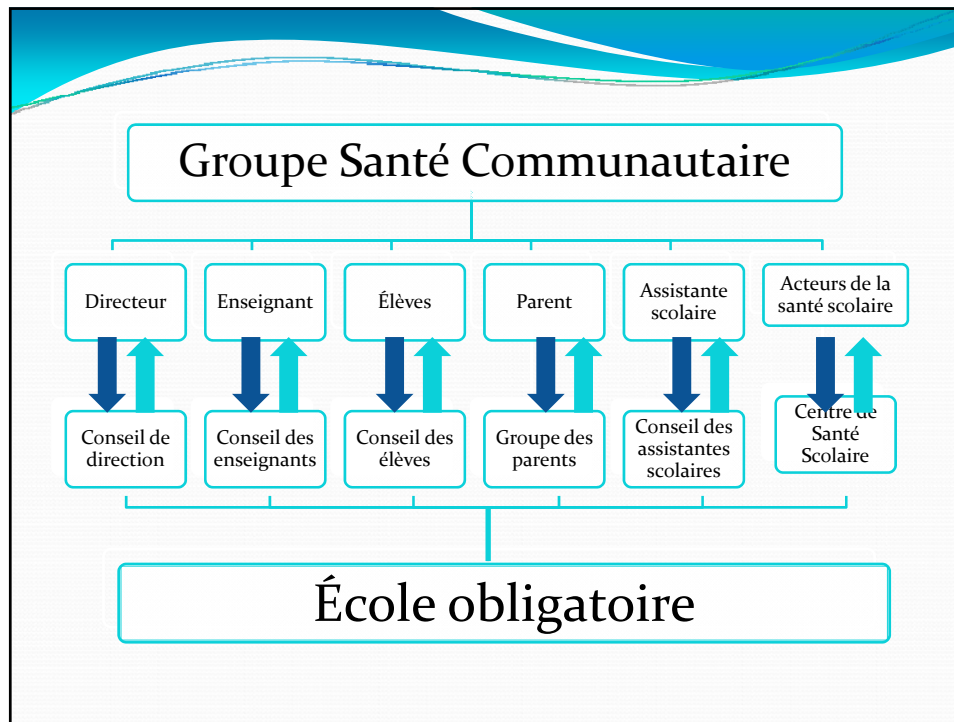 Groupe Santé Communautaire
Directeur
Enseignant
Élèves
Parent
Assistante
scolaire
Acteurs de la
santé scolaire
Conseil de
direction
Conseil des
enseignants
Conseil des
élèves
Groupe des
parents
Conseil des
assistantes
scolaires
Centre de
Santé
Scolaire
École obligatoire